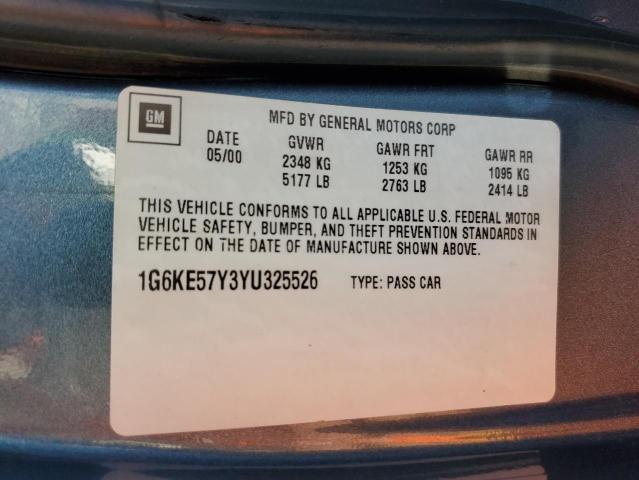 GM
MFD BY GENERAL MOTORS CORP
DATE GVWR GAWR FRT GAWR RR
05/00 2348 KG 1253 KG 1095 KG
5177 LB 2763 LB 2414 LB
THIS VEHICLE CONFORMS TO ALL APPLICABLE U.S. FEDERAL MOTOR
VEHICLE SAFETY, BUMPER, AND THEFT PREVENTION STANDARDS IN
EFFECT ON THE DATE OF MANUFACTURE SHOWN ABOVE.
1G6KE57Y3YU325526 TYPE: PASS CAR